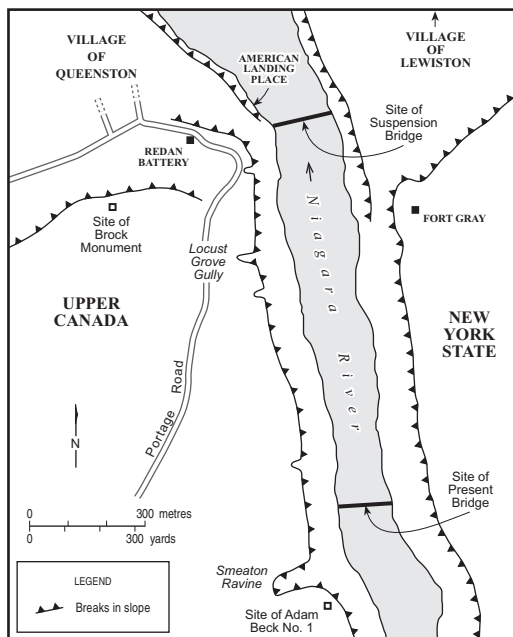 VILLAGE
OF
QUEENSTON
AMERICAN
LANDING
PLACE
VILLAGE
OF
LEWISTON
Site of
Suspension
Bridge
REDAN
BATTERY
FORT GRAY
Site of
Brock
Monument
Locust
Grove
Gully
Niagara River
UPPER
CANADA
NEW
YORK
STATE
Portage Road
N
0 300 metres
0 300 yards
Site of
Present
Bridge
Smeaton
Ravine
Site of Adam
Beck No. 1
LEGEND
Breaks in slope